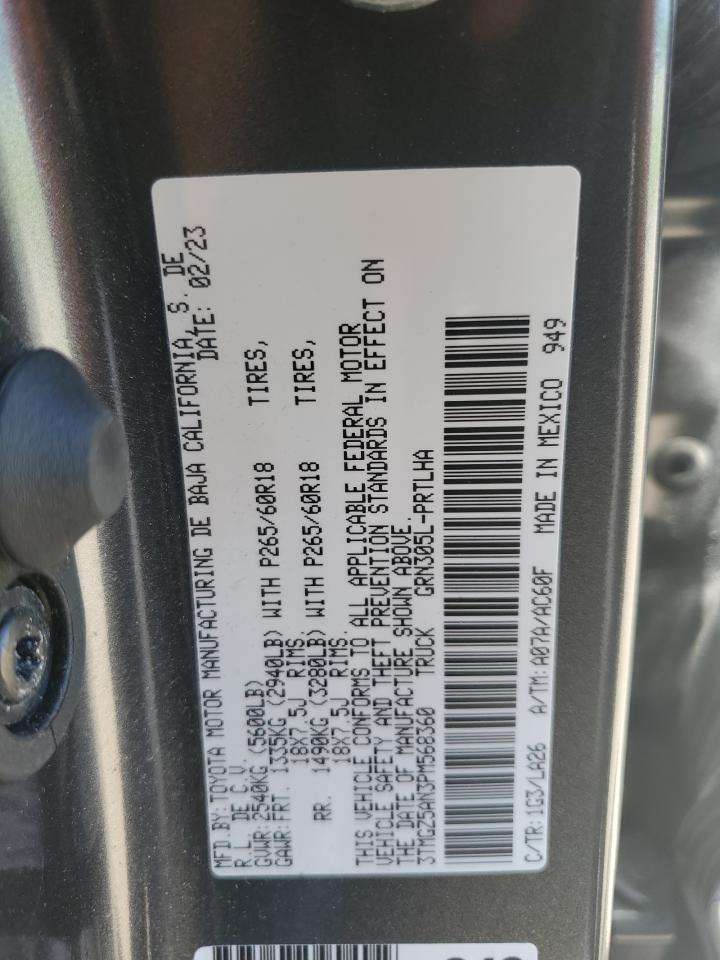 MFD.BY:TOYOTA MOTOR MANUFACTURING DE BAJA CALIFORNIA, S. DE
R. L. DE C.V. DATE: 02/23
GVWR:2540KG (5600LB)
GAWR:FRT. 1335KG (2940LB) WITH P265/60R18 TIRES,
18X7.5J RIMS.
RR. 1490KG (3280LB) WITH P265/60R18 TIRES,
18X7.5J RIMS.
THIS VEHICLE CONFORMS TO ALL APPLICABLE FEDERAL MOTOR
VEHICLE SAFETY AND THEFT PREVENTION STANDARDS IN EFFECT ON
THE DATE OF MANUFACTURE SHOWN ABOVE.
3TMGZ5AN3PM568360 TRUCK GRN305L-PRTLHA
C/TR:1G3/LA26 A/TM:A07A/AC60F MADE IN MEXICO 949